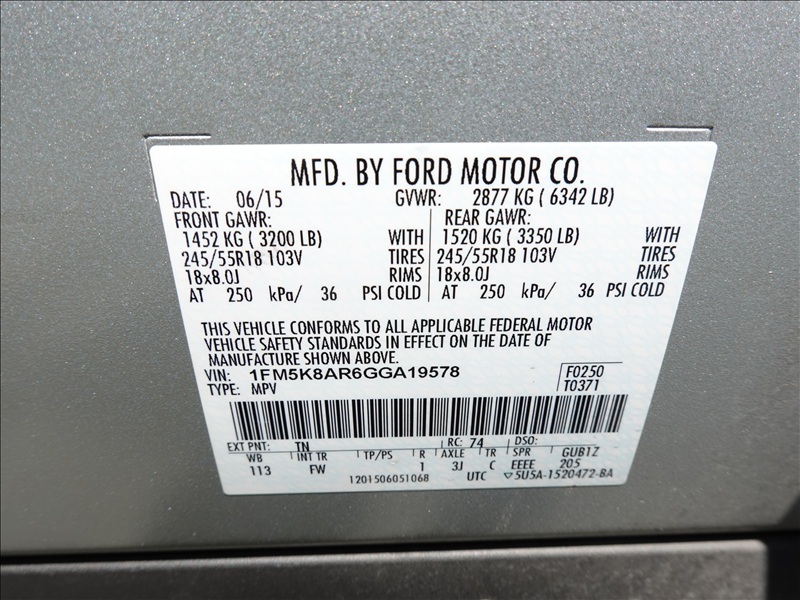 MFD. BY FORD MOTOR CO.
DATE: 06/15 GVWR: 2877 KG ( 6342 LB)
FRONT GAWR: REAR GAWR:
1452 KG ( 3200 LB) WITH 1520 KG ( 3350 LB) WITH
245/55R18 103V TIRES 245/55R18 103V TIRES
18x8.0J RIMS 18x8.0J RIMS
AT 250 kPa/ 36 PSI COLD AT 250 kPa/ 36 PSI COLD
THIS VEHICLE CONFORMS TO ALL APPLICABLE FEDERAL MOTOR
VEHICLE SAFETY STANDARDS IN EFFECT ON THE DATE OF
MANUFACTURE SHOWN ABOVE.
VIN: 1FM5K8AR6GGA19578 F0250
TYPE: MPV T0371
EXT PNT: TN RC: 74 DSO:
WB INT TR TP/PS R AXLE TR SPR GUB1Z
113 FW 1 3J C EEEE 205
1201506051068 UTC ▽5U5A-1520472-BA